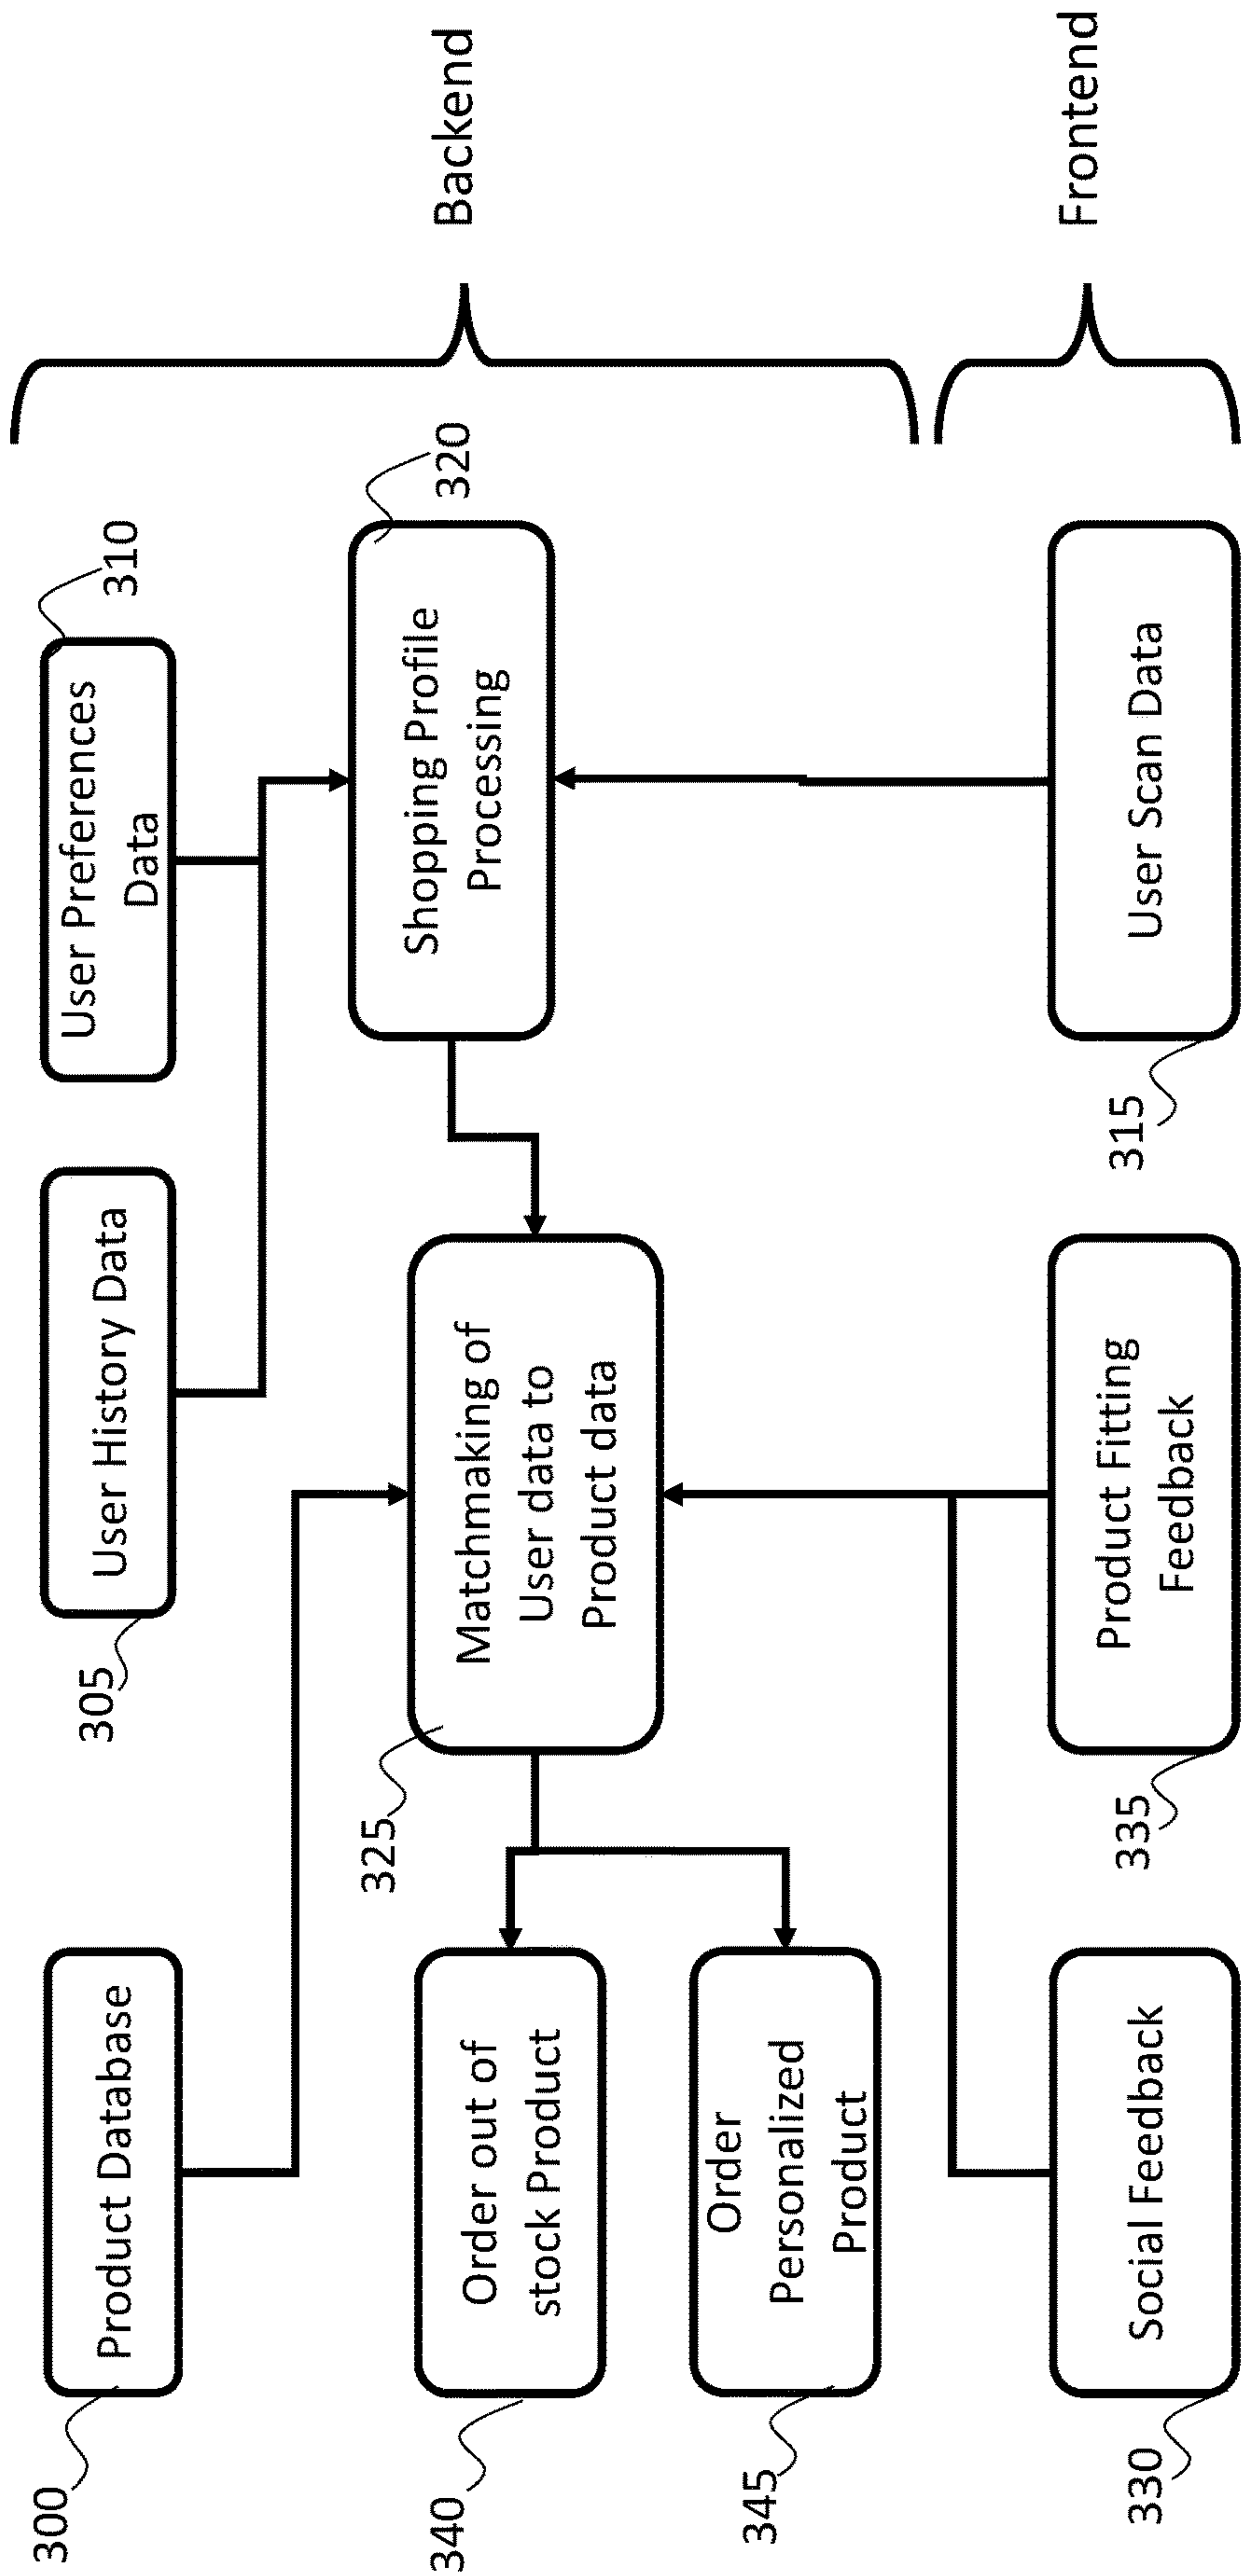 300
Product Database
305
User History Data
User Preferences
Data
310
340
Order out of
stock Product
325
Matchmaking of
User data to
Product data
Shopping Profile
Processing
320
Backend
345
Order
Personalized
Product
330
Social Feedback
335
Product Fitting
Feedback
315
User Scan Data
Frontend